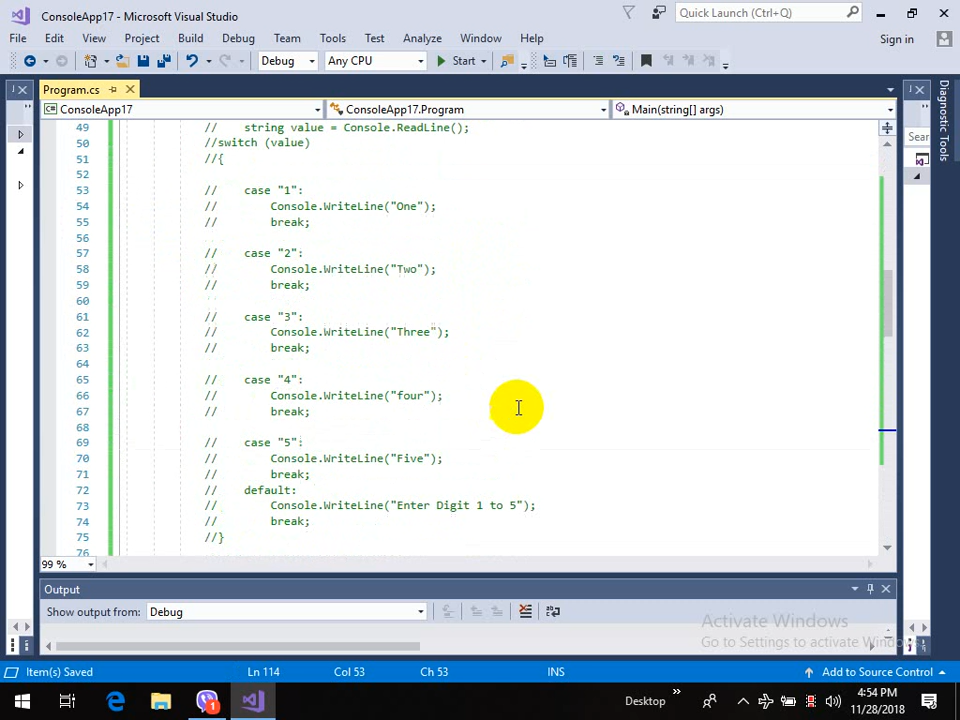 ConsoleApp17 - Microsoft Visual Studio
Quick Launch (Ctrl+Q)
File Edit View Project Build Debug Team Tools Test Analyze Window Help Sign in
Debug Any CPU Start
Program.cs
ConsoleApp17 ConsoleApp17.Program Main(string[] args)
Diagnostic Tools
Sear
49 // string value = Console.ReadLine();
50 //switch (value)
51 //{
52
53 // case "1":
54 // Console.WriteLine("One");
55 // break;
56
57 // case "2":
58 // Console.WriteLine("Two");
59 // break;
60
61 // case "3":
62 // Console.WriteLine("Three");
63 // break;
64
65 // case "4":
66 // Console.WriteLine("four");
67 // break;
68
69 // case "5":
70 // Console.WriteLine("Five");
71 // break;
72 // default:
73 // Console.WriteLine("Enter Digit 1 to 5");
74 // break;
75 //}
76
99 %
Output
Show output from: Debug
Activate Windows
Go to Settings to activate Windows.
Item(s) Saved Ln 114 Col 53 Ch 53 INS Add to Source Control
1 Desktop 4:54 PM
11/28/2018